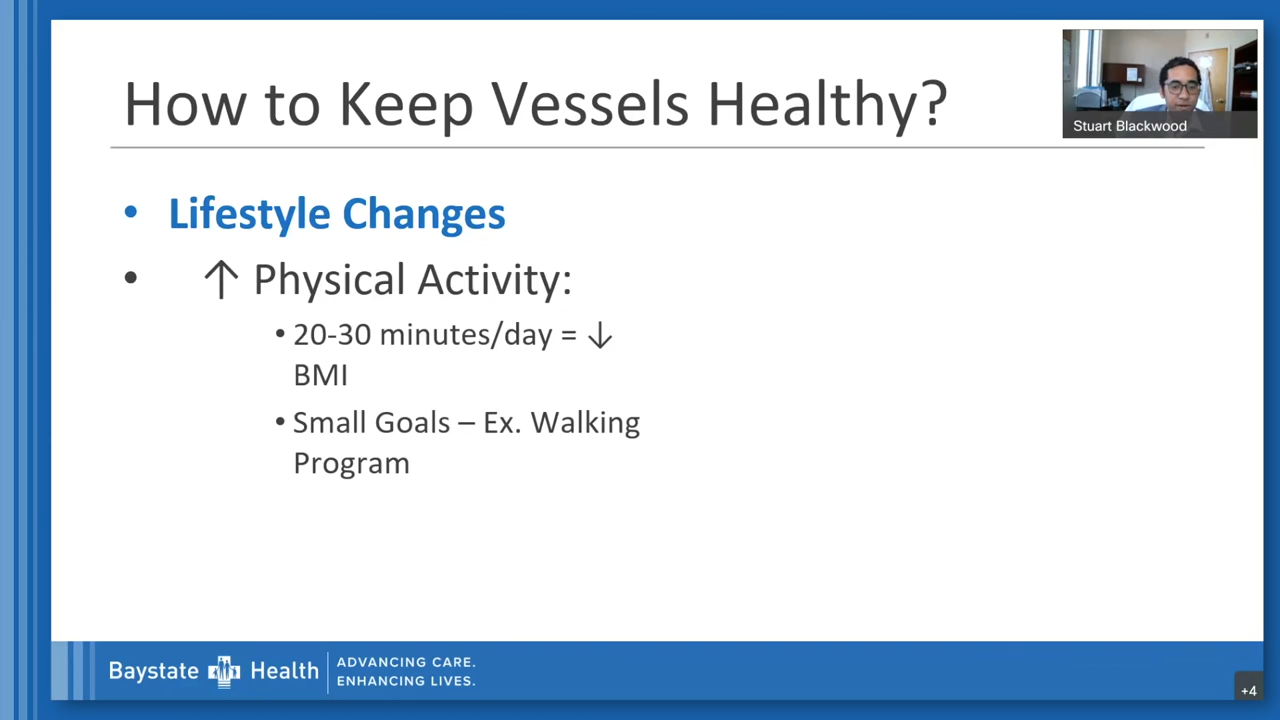 How to Keep Vessels Healthy?
Stuart Blackwood
• Lifestyle Changes
• ↑ Physical Activity:
• 20-30 minutes/day = ↓
BMI
• Small Goals – Ex. Walking
Program
Baystate Health
ADVANCING CARE.
ENHANCING LIVES.
+4